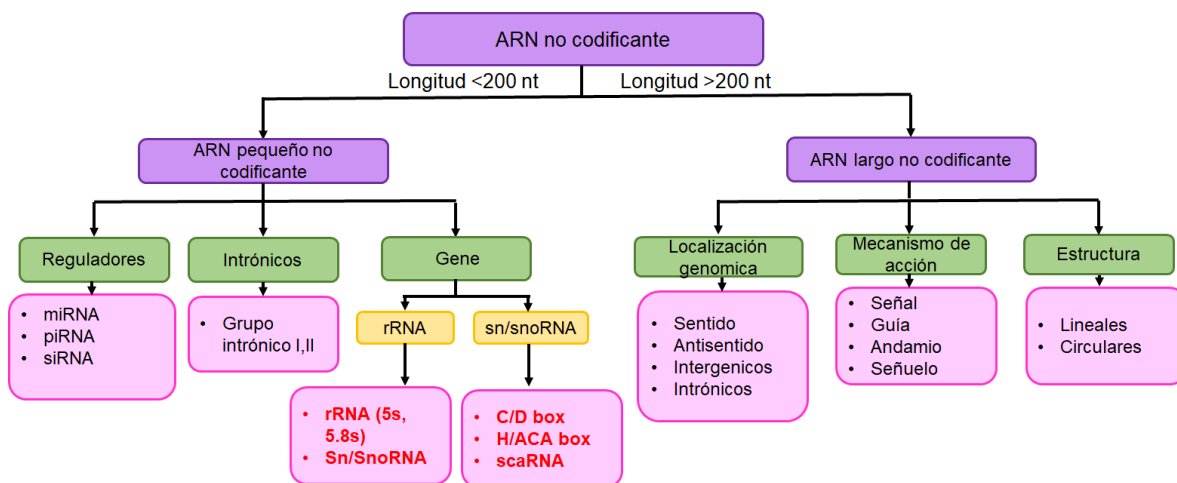 ARN no codificante
Longitud <200 nt
Longitud >200 nt
ARN pequeño no
codificante
ARN largo no codificante
Reguladores
Intrónicos
Gene
Localización
genomica
Mecanismo de
acción
Estructura
• miRNA
• piRNA
• siRNA
• Grupo
intrónico I,II
rRNA
sn/snoRNA
• rRNA (5s,
5.8s)
• Sn/SnoRNA
• C/D box
• H/ACA box
• scaRNA
• Sentido
• Antisentido
• Intergenicos
• Intrónicos
• Señal
• Guía
• Andamio
• Señuelo
• Lineales
• Circulares